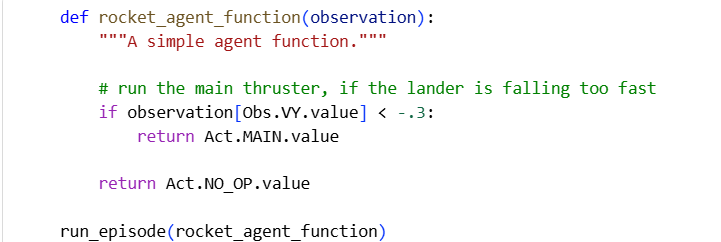 def rocket_agent_function(observation):
    """A simple agent function."""

    # run the main thruster, if the lander is falling too fast
    if observation[Obs.VY.value] < -.3:
        return Act.MAIN.value

    return Act.NO_OP.value

run_episode(rocket_agent_function)